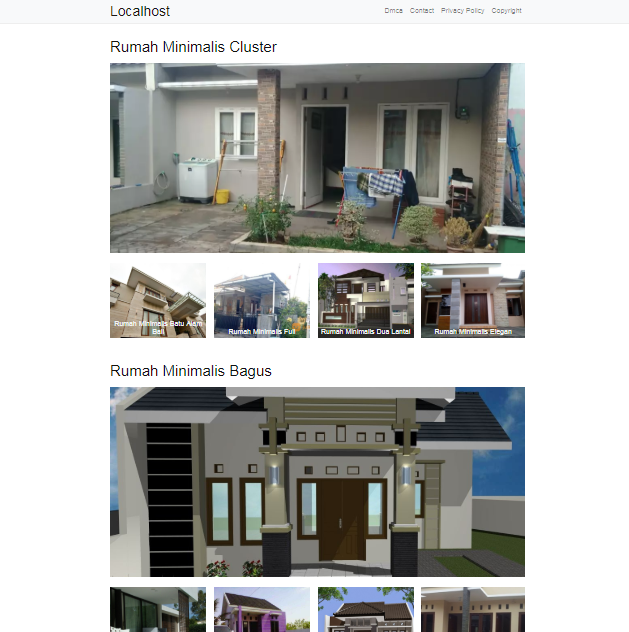 Localhost
Dmca Contact Privacy Policy Copyright
Rumah Minimalis Cluster
Rumah Minimalis Batu Alam
Bali
Rumah Minimalis Full
Rumah Minimalis Dua Lantai
Rumah Minimalis Elegan
Rumah Minimalis Bagus